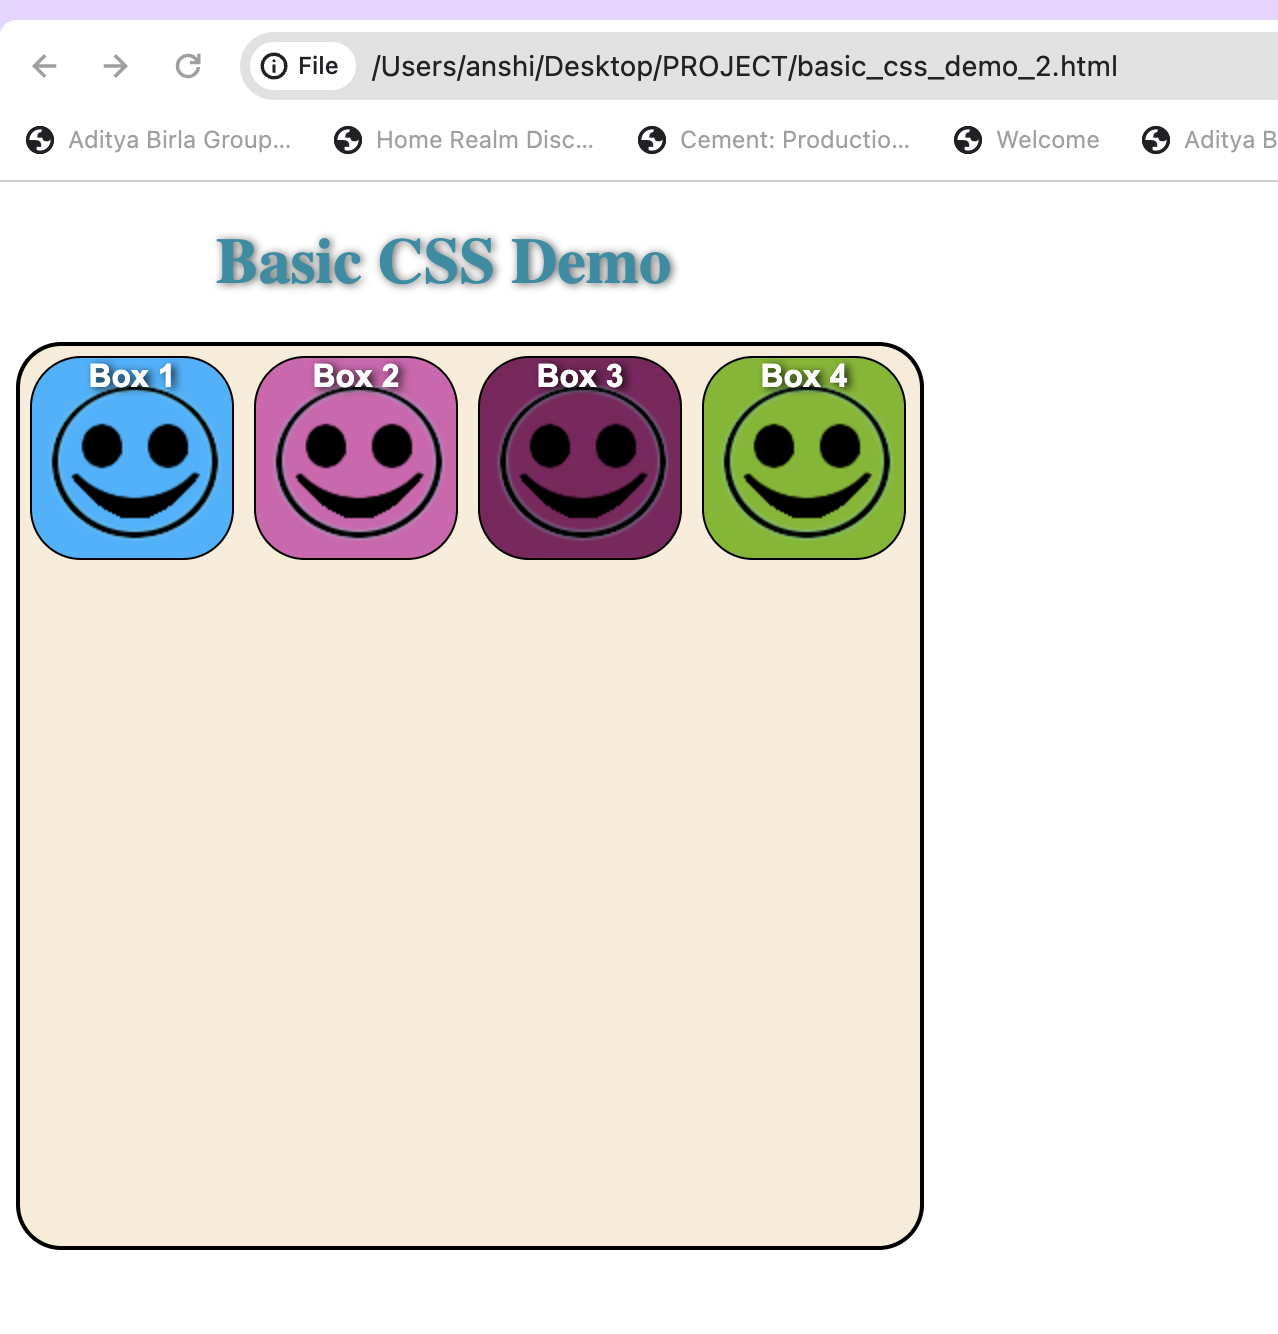 File /Users/anshi/Desktop/PROJECT/basic_css_demo_2.html
Aditya Birla Group... Home Realm Disc... Cement: Productio... Welcome Aditya B
Basic CSS Demo
Box 1 Box 2 Box 3 Box 4